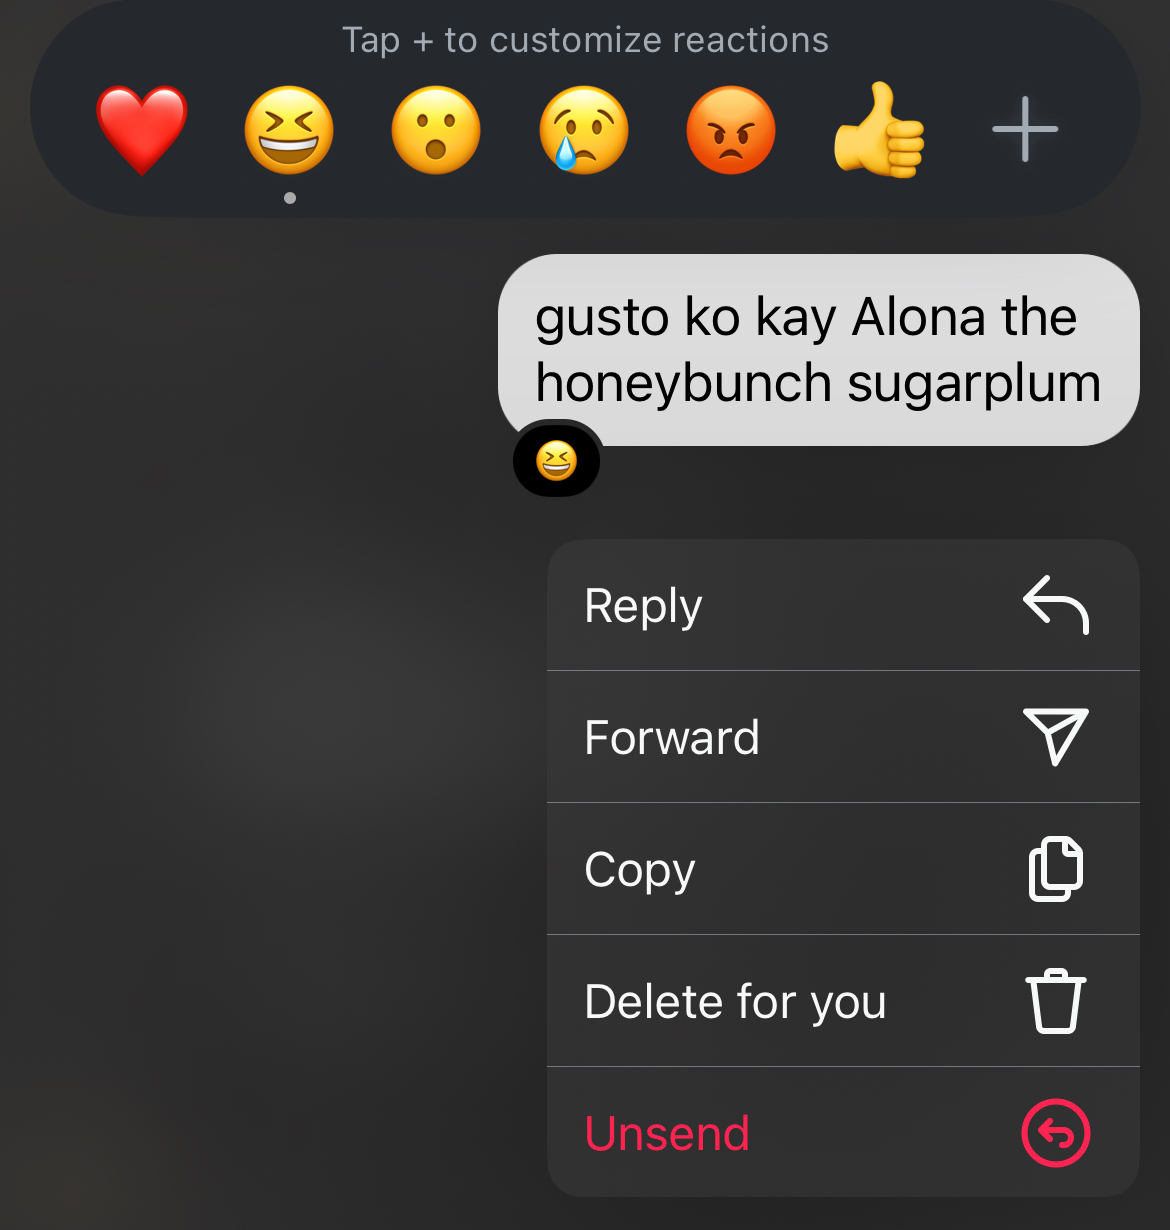 Tap + to customize reactions
gusto ko kay Alona the
honeybunch sugarplum
Reply
Forward
Copy
Delete for you
Unsend